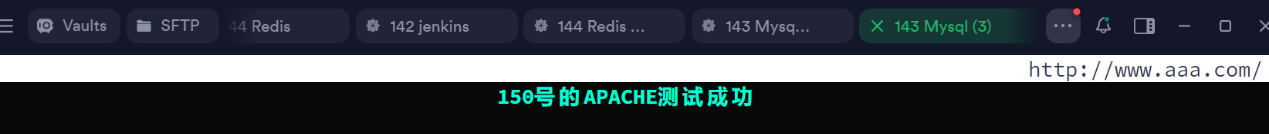 Vaults SFTP 44 Redis 142 jenkins 144 Redis ... 143 Mysq... 143 Mysql (3)
http://www.aaa.com/
150号的APACHE测试成功